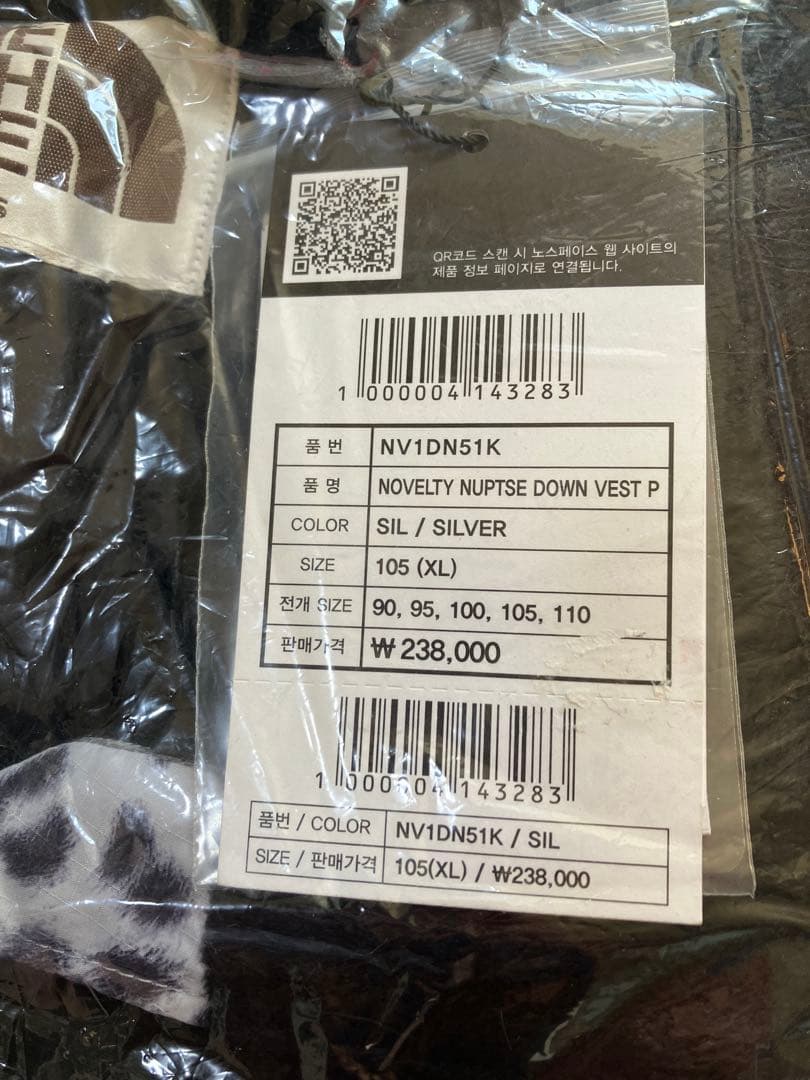 S
QR코드 스캔 시 노스페이스 웹 사이트의
제품 정보 페이지로 연결됩니다.
1 000004 143283
품 번 NV1DN51K
품 명 NOVELTY NUPTSE DOWN VEST P
COLOR SIL / SILVER
SIZE 105 (XL)
전개 SIZE 90, 95, 100, 105, 110
판매가격 ₩ 238,000
1 000004 143283
품번 / COLOR NV1DN51K / SIL
SIZE / 판매가격 105(XL) / ₩238,000